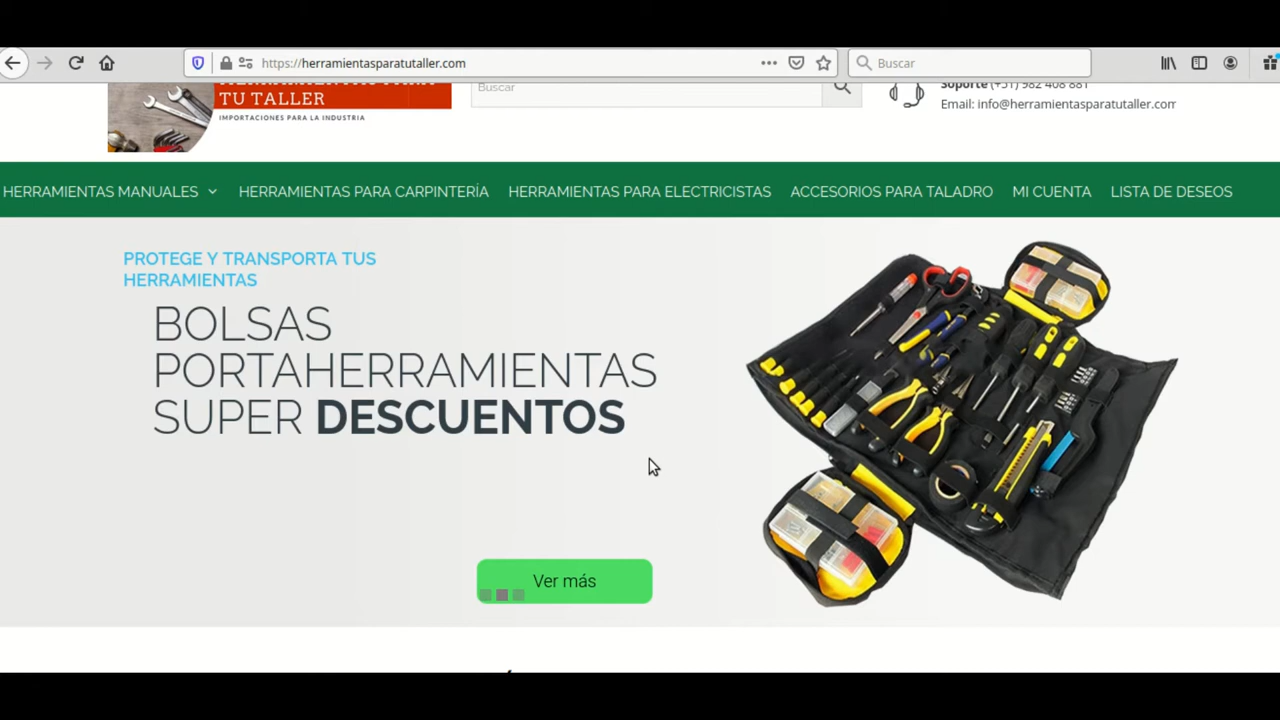 https://herramientasparatutaller.com
Buscar
TU TALLER
IMPORTACIONES PARA LA INDUSTRIA
Buscar
Soporte (+51) 982 408 881
Email: info@herramientasparatutaller.com
HERRAMIENTAS MANUALES
HERRAMIENTAS PARA CARPINTERÍA
HERRAMIENTAS PARA ELECTRICISTAS
ACCESORIOS PARA TALADRO
MI CUENTA
LISTA DE DESEOS
PROTEGE Y TRANSPORTA TUS
HERRAMIENTAS
BOLSAS
PORTAHERRAMIENTAS
SUPER DESCUENTOS
Ver más